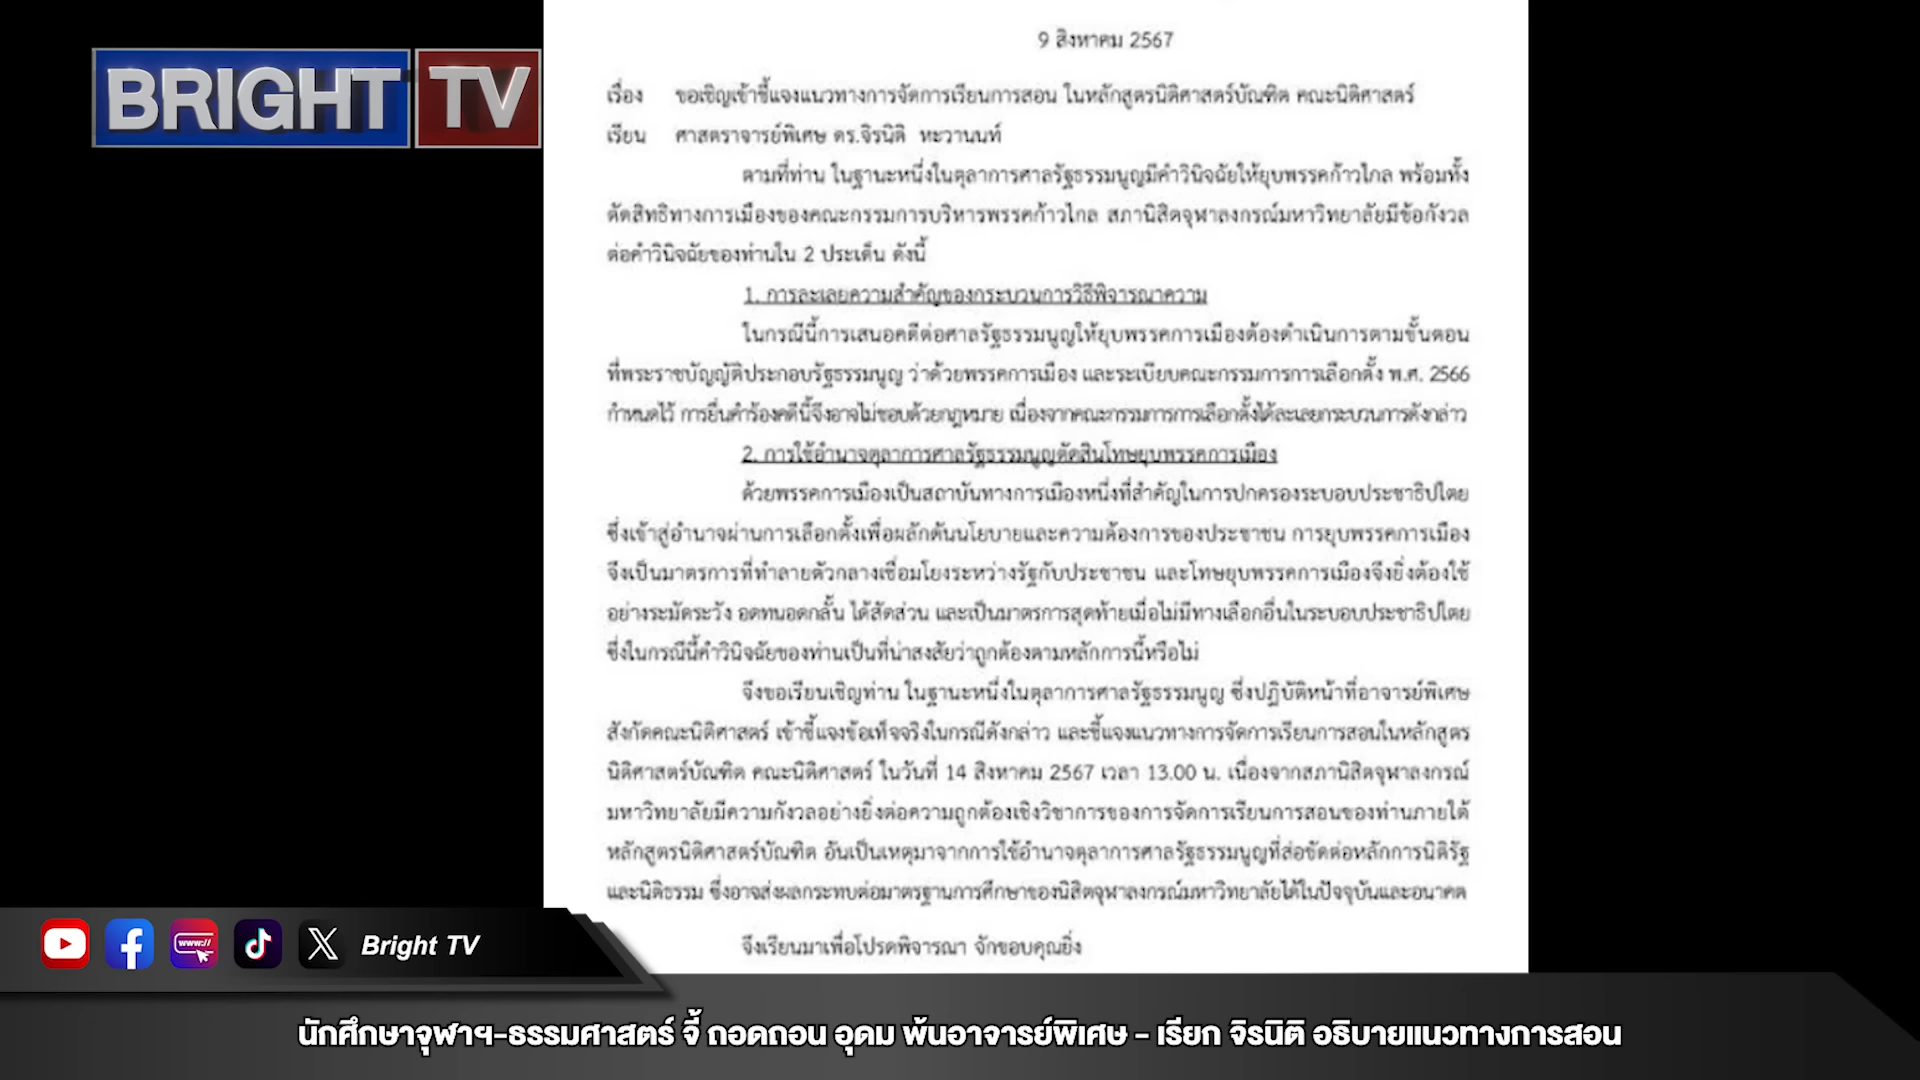 BRIGHT TV
9 สิงหาคม 2567
เรื่อง ขอเชิญเข้าชี้แจงแนวทางการจัดการเรียนการสอน ในหลักสูตรนิติศาสตร์บัณฑิต คณะนิติศาสตร์
เรียน ศาสตราจารย์พิเศษ ดร.จิรนิติ หะวานนท์
ตามที่ท่าน ในฐานะหนึ่งในตุลาการศาลรัฐธรรมนูญมีคำวินิจฉัยให้ยุบพรรคก้าวไกล พร้อมทั้ง
ตัดสิทธิทางการเมืองของคณะกรรมการบริหารพรรคก้าวไกล สภานิสิตจุฬาลงกรณ์มหาวิทยาลัยมีข้อกังวล
ต่อคำวินิจฉัยของท่านใน 2 ประเด็น ดังนี้
1. การละเลยความสำคัญของกระบวนการวิธีพิจารณาความ
ในกรณีนี้การเสนอคดีต่อศาลรัฐธรรมนูญให้ยุบพรรคการเมืองต้องดำเนินการตามขั้นตอน
ที่พระราชบัญญัติประกอบรัฐธรรมนูญ ว่าด้วยพรรคการเมือง และระเบียบคณะกรรมการการเลือกตั้ง พ.ศ. 2566
กำหนดไว้ การยื่นคำร้องคดีนี้จึงอาจไม่ชอบด้วยกฎหมาย เนื่องจากคณะกรรมการการเลือกตั้งได้ละเลยกระบวนการดังกล่าว
2. การใช้อำนาจตุลาการศาลรัฐธรรมนูญตัดสินโทษยุบพรรคการเมือง
ด้วยพรรคการเมืองเป็นสถาบันทางการเมืองหนึ่งที่สำคัญในการปกครองระบอบประชาธิปไตย
ซึ่งเข้าสู่อำนาจผ่านการเลือกตั้งเพื่อผลักดันนโยบายและความต้องการของประชาชน การยุบพรรคการเมือง
จึงเป็นมาตรการที่ทำลายตัวกลางเชื่อมโยงระหว่างรัฐกับประชาชน และโทษยุบพรรคการเมืองจึงยิ่งต้องใช้
อย่างระมัดระวัง อดทนอดกลั้น ได้สัดส่วน และเป็นมาตรการสุดท้ายเมื่อไม่มีทางเลือกอื่นในระบอบประชาธิปไตย
ซึ่งในกรณีนี้คำวินิจฉัยของท่านเป็นที่น่าสงสัยว่าถูกต้องตามหลักการนี้หรือไม่
จึงขอเรียนเชิญท่าน ในฐานะหนึ่งในตุลาการศาลรัฐธรรมนูญ ซึ่งปฏิบัติหน้าที่อาจารย์พิเศษ
สังกัดคณะนิติศาสตร์ เข้าชี้แจงข้อเท็จจริงในกรณีดังกล่าว และชี้แจงแนวทางการจัดการเรียนการสอนในหลักสูตร
นิติศาสตร์บัณฑิต คณะนิติศาสตร์ ในวันที่ 14 สิงหาคม 2567 เวลา 13.00 น. เนื่องจากสภานิสิตจุฬาลงกรณ์
มหาวิทยาลัยมีความกังวลอย่างยิ่งต่อความถูกต้องเชิงวิชาการของการจัดการเรียนการสอนของท่านภายใต้
หลักสูตรนิติศาสตร์บัณฑิต อันเป็นเหตุมาจากการใช้อำนาจตุลาการศาลรัฐธรรมนูญที่ส่อขัดต่อหลักการนิติรัฐ
และนิติธรรม ซึ่งอาจส่งผลกระทบต่อมาตรฐานการศึกษาของนิสิตจุฬาลงกรณ์มหาวิทยาลัยได้ในปัจจุบันและอนาคต
จึงเรียนมาเพื่อโปรดพิจารณา จักขอบคุณยิ่ง
www://
Bright TV
นักศึกษาจุฬาฯ-ธรรมศาสตร์ จี้ ถอดถอน อุดม พ้นอาจารย์พิเศษ - เรียก จิรนิติ อธิบายแนวทางการสอน